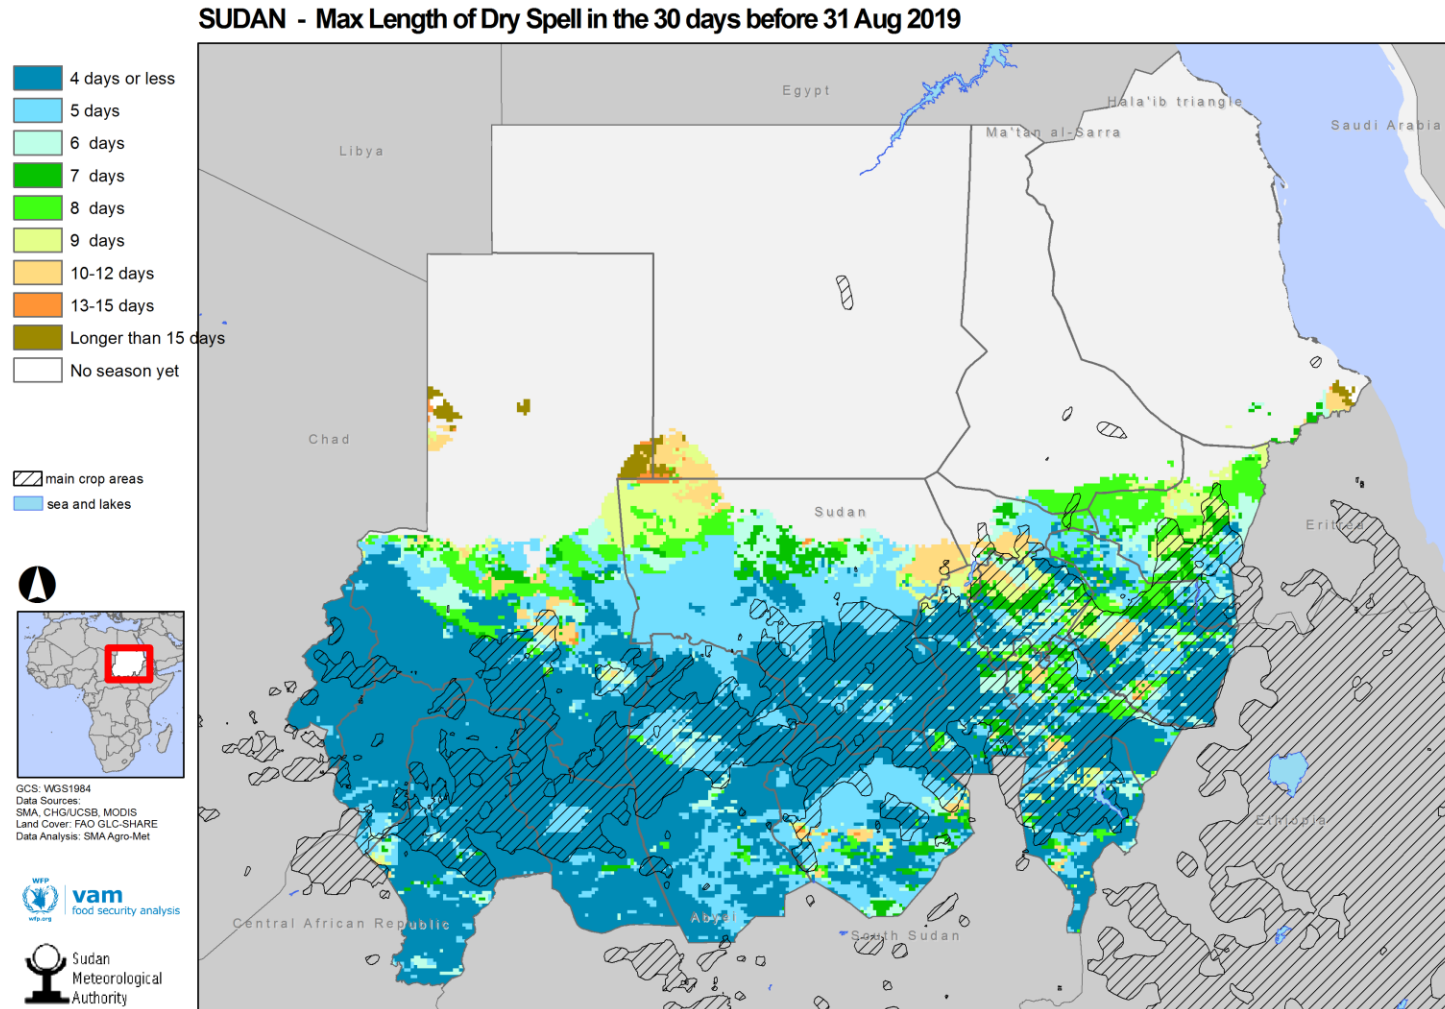 SUDAN - Max Length of Dry Spell in the 30 days before 31 Aug 2019
4 days or less
5 days
6 days
7 days
8 days
9 days
10-12 days
13-15 days
Longer than 15 days
No season yet
main crop areas
sea and lakes
GCS: WGS1984
Data Sources:
SMA, CHG/UCSB, MODIS
Land Cover: FAO GLC-SHARE
Data Analysis: SMA Agro-Met
WFP
wfp.org
vam
food security analysis
Sudan
Meteorological
Authority
Egypt
Hala'ib triangle
Ma'tan al-Sarra
Saudi Arabia
Libya
Chad
Sudan
Eritrea
Ethiopia
Central African Republic
Abyei
South Sudan